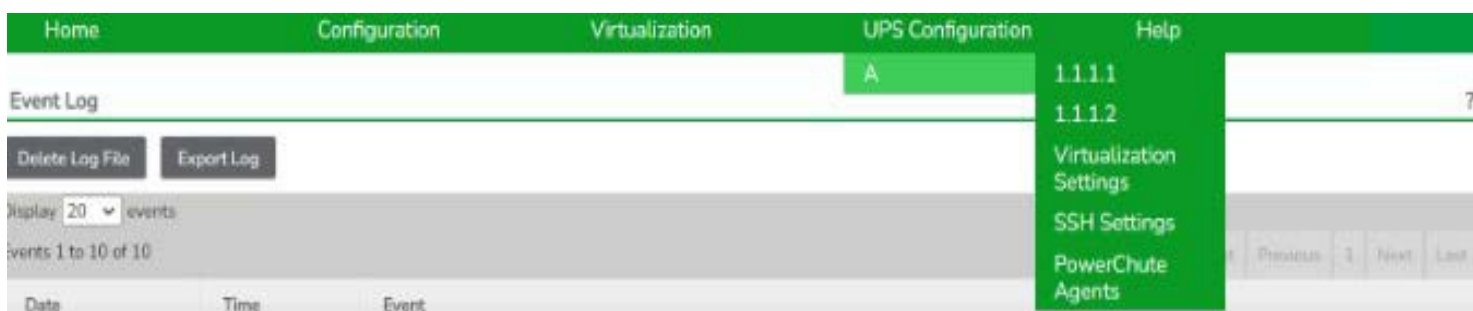 Home Configuration Virtualization UPS Configuration Help
A
1.1.1.1
1.1.1.2
Virtualization
Settings
SSH Settings
PowerChute
Agents
Event Log
?
Delete Log File Export Log
Display 20 events
Events 1 to 10 of 10
Previous 1 Next Last
Date Time Event